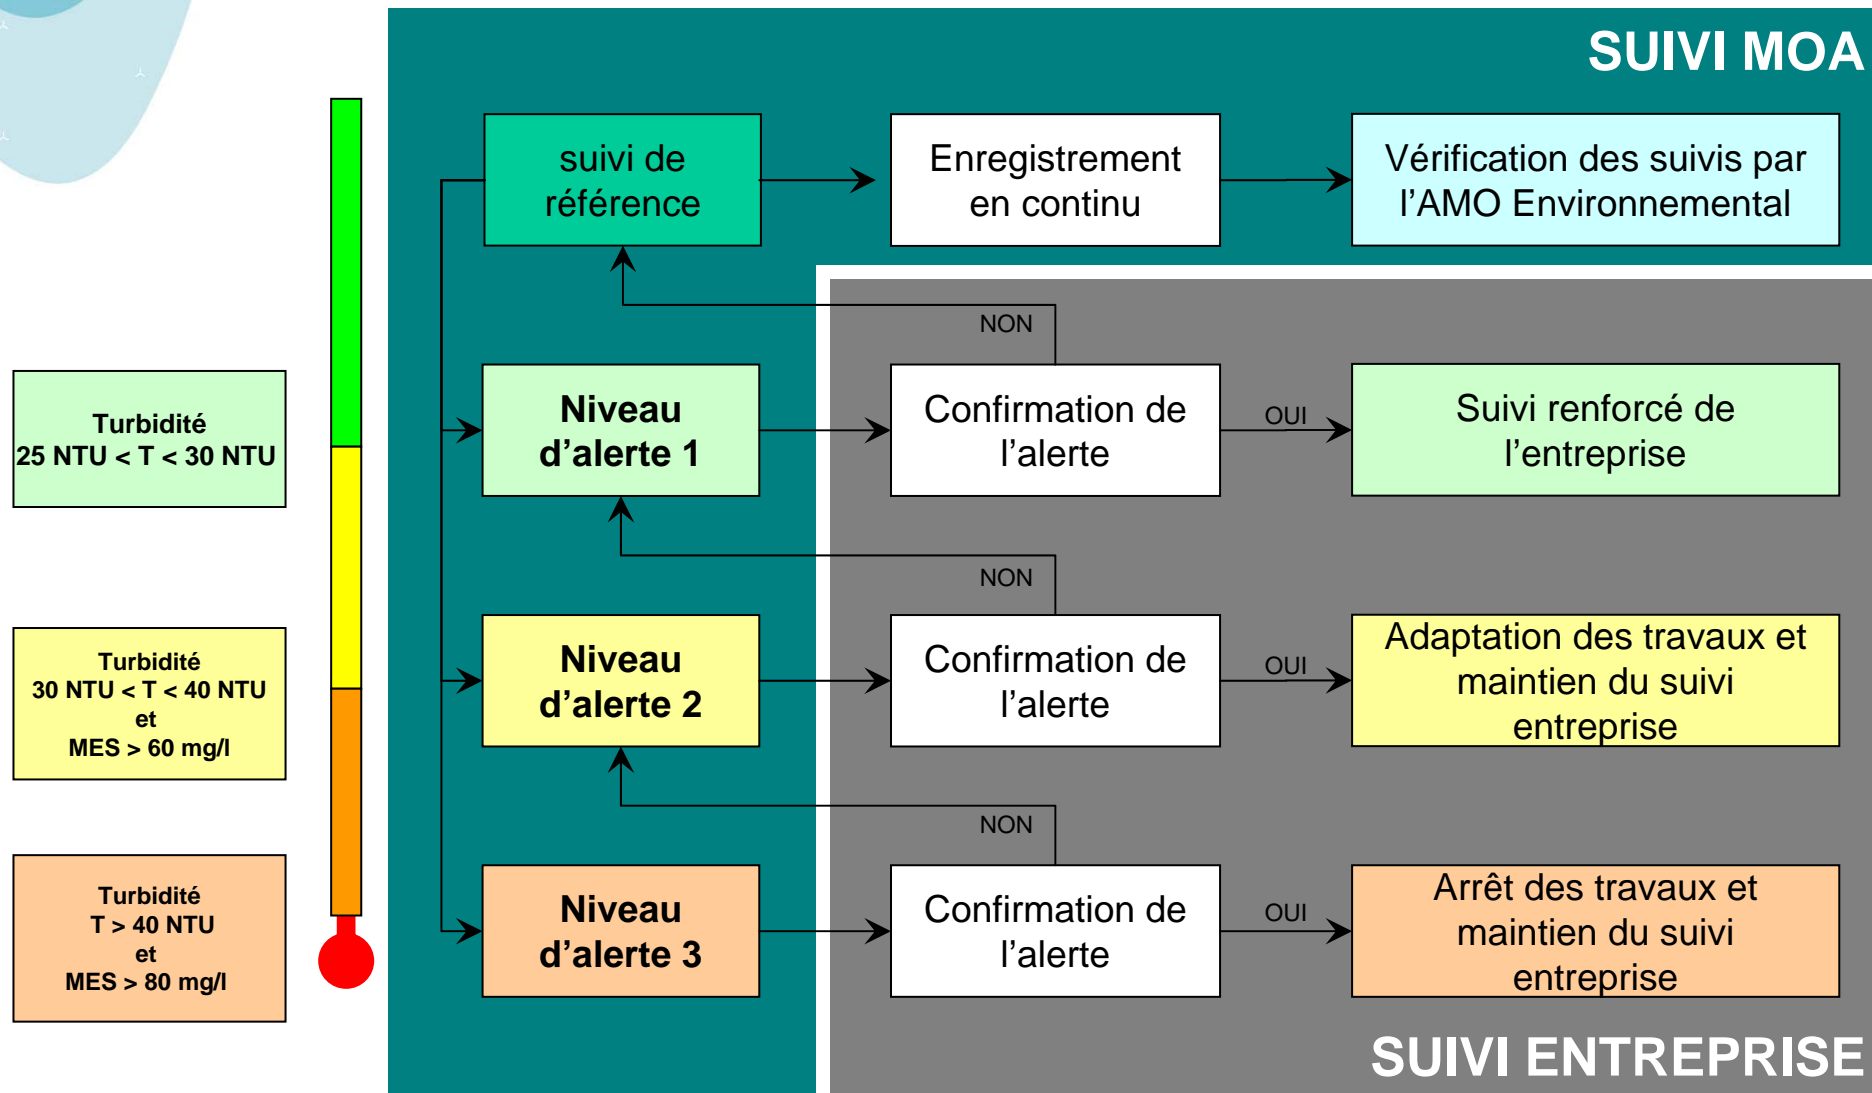 SUIVI MOA
suivi de
référence
Enregistrement
en continu
Vérification des suivis par
l’AMO Environnemental
NON
Turbidité
25 NTU < T < 30 NTU
Niveau
d’alerte 1
Confirmation de
l’alerte
OUI
Suivi renforcé de
l’entreprise
NON
Turbidité
30 NTU < T < 40 NTU
et
MES > 60 mg/l
Niveau
d’alerte 2
Confirmation de
l’alerte
OUI
Adaptation des travaux et
maintien du suivi
entreprise
NON
Turbidité
T > 40 NTU
et
MES > 80 mg/l
Niveau
d’alerte 3
Confirmation de
l’alerte
OUI
Arrêt des travaux et
maintien du suivi
entreprise
SUIVI ENTREPRISE